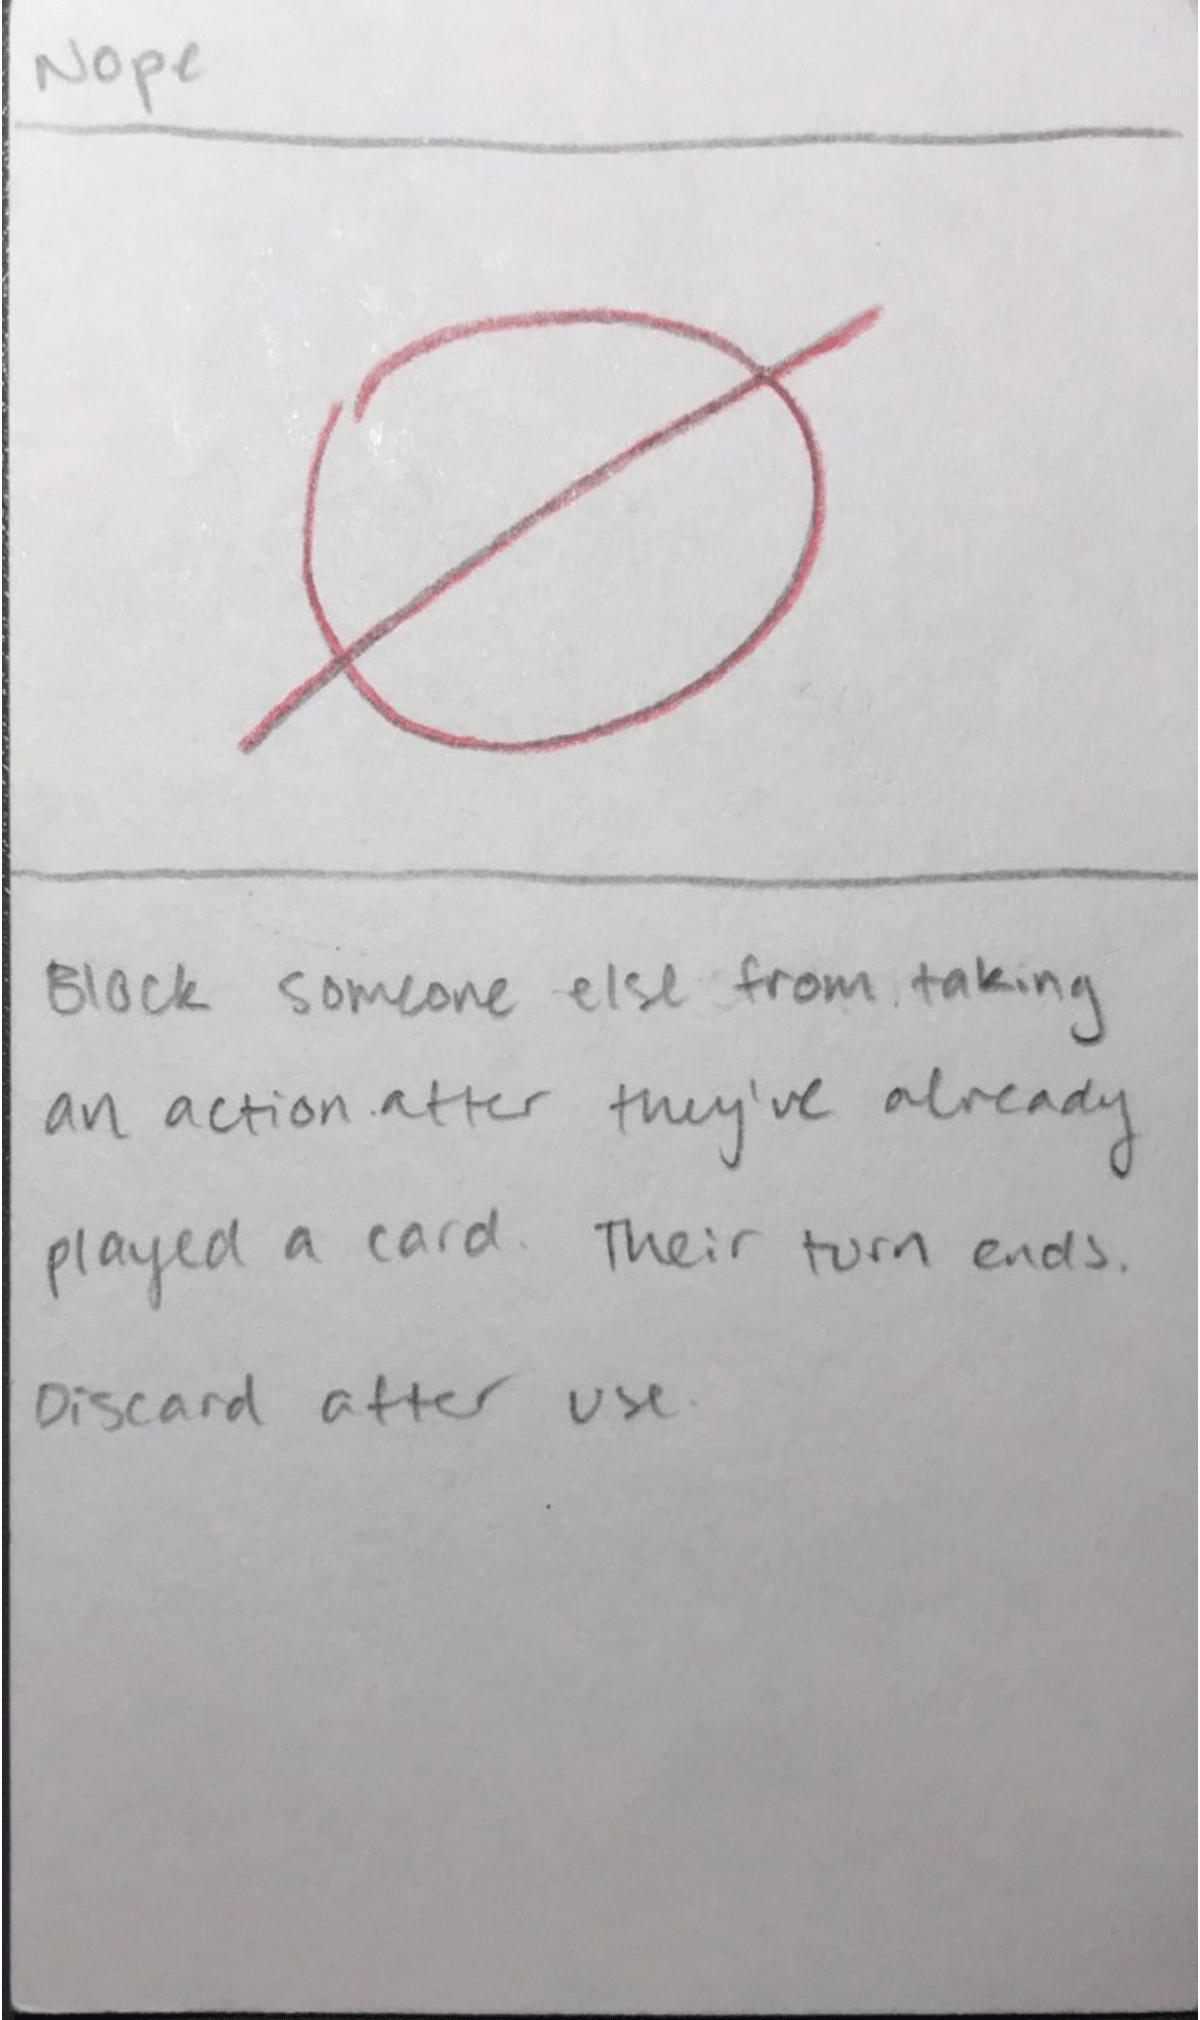 Nope
Block someone else from taking
an action after they've already
played a card. Their turn ends.
Discard after use.